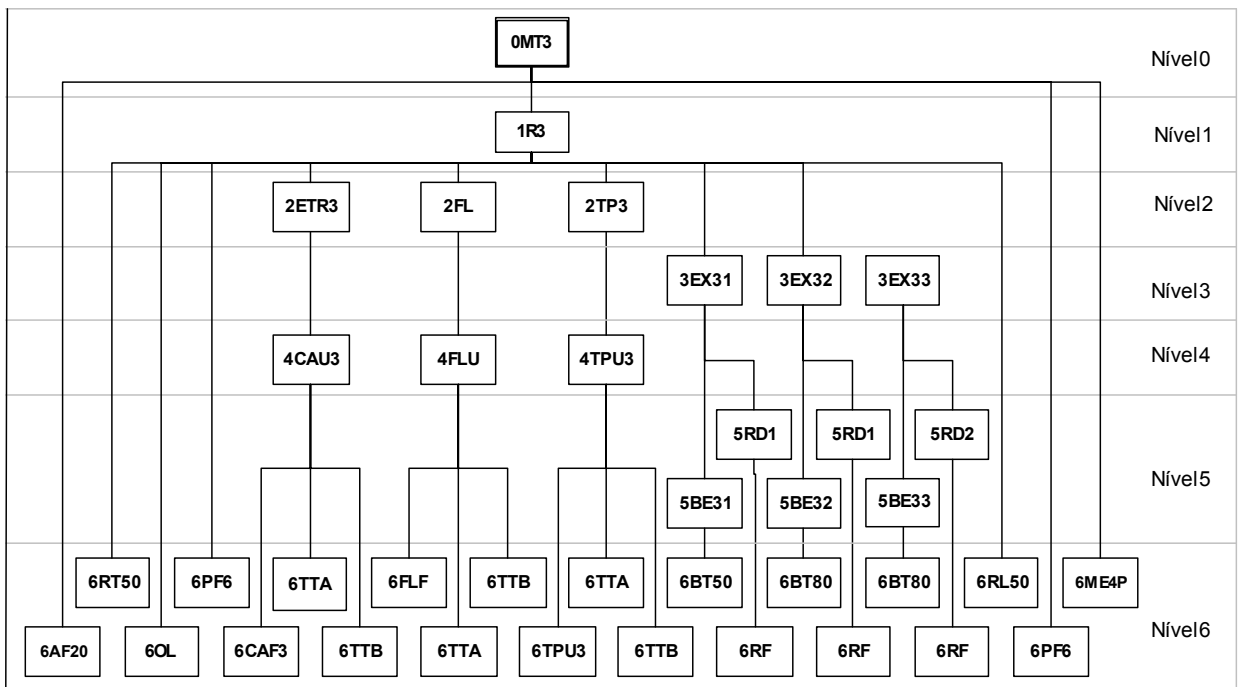 0MT3
Nível0
1R3
Nível1
2ETR3 2FL 2TP3
Nível2
3EX31 3EX32 3EX33
Nível3
4CAU3 4FLU 4TPU3
Nível4
5RD1 5RD1 5RD2
5BE31 5BE32 5BE33
Nível5
6RT50 6PF6 6TTA 6FLF 6TTB 6TTA 6BT50 6BT80 6BT80 6RL50 6ME4P
Nível6
6AF20 6OL 6CAF3 6TTB 6TTA 6TPU3 6TTB 6RF 6RF 6RF 6PF6